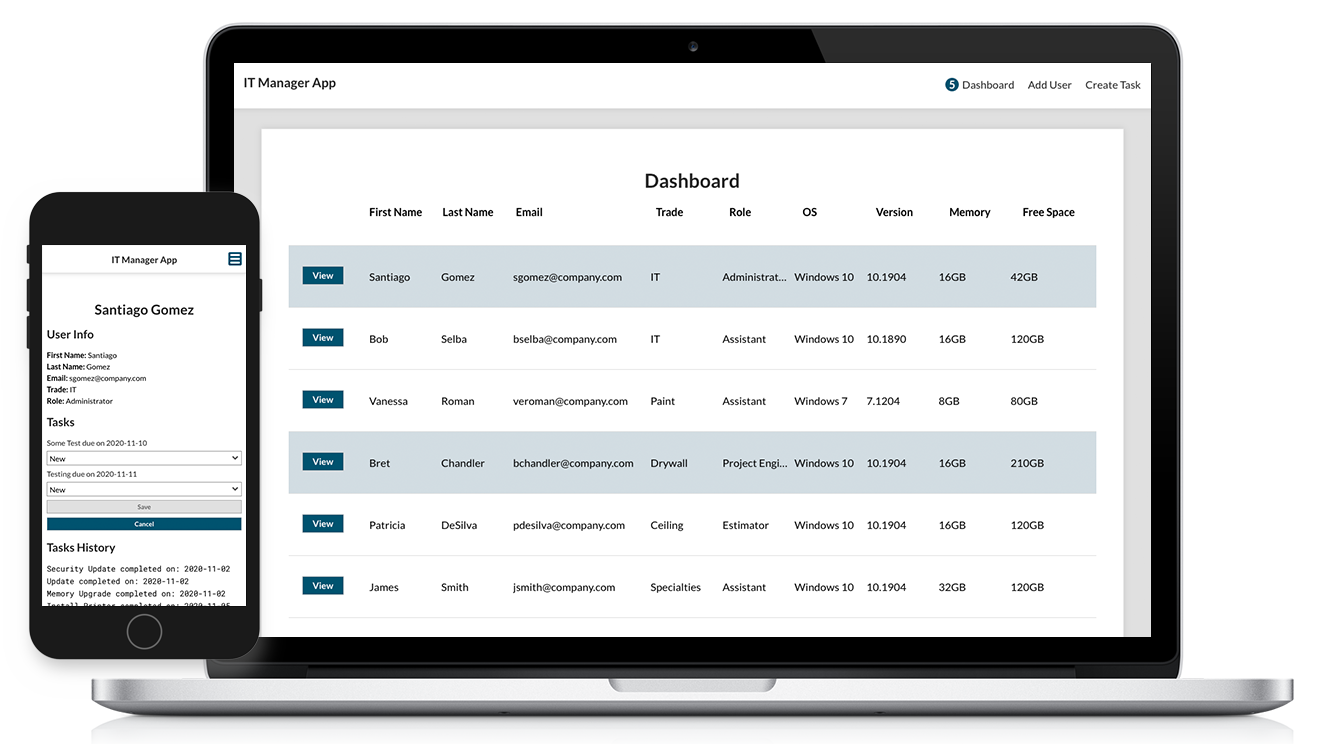 IT Manager App
5 Dashboard Add User Create Task
Dashboard
First Name Last Name Email Trade Role OS Version Memory Free Space
View Santiago Gomez sgomez@company.com IT Administrat... Windows 10 10.1904 16GB 42GB
View Bob Selba bselba@company.com IT Assistant Windows 10 10.1890 16GB 120GB
View Vanessa Roman veroman@company.com Paint Assistant Windows 7 7.1204 8GB 80GB
View Bret Chandler bchandler@company.com Drywall Project Engi... Windows 10 10.1904 16GB 210GB
View Patricia DeSilva pdesilva@company.com Ceiling Estimator Windows 10 10.1904 16GB 120GB
View James Smith jsmith@company.com Specialties Assistant Windows 10 10.1904 32GB 120GB
IT Manager App
Santiago Gomez
User Info
First Name: Santiago
Last Name: Gomez
Email: sgomez@company.com
Trade: IT
Role: Administrator
Tasks
Some Test due on 2020-11-10
New
Testing due on 2020-11-11
New
Save
Cancel
Tasks History
Security Update completed on: 2020-11-02
Update completed on: 2020-11-02
Memory Upgrade completed on: 2020-11-02
Install Printer completed on: 2020-11-05